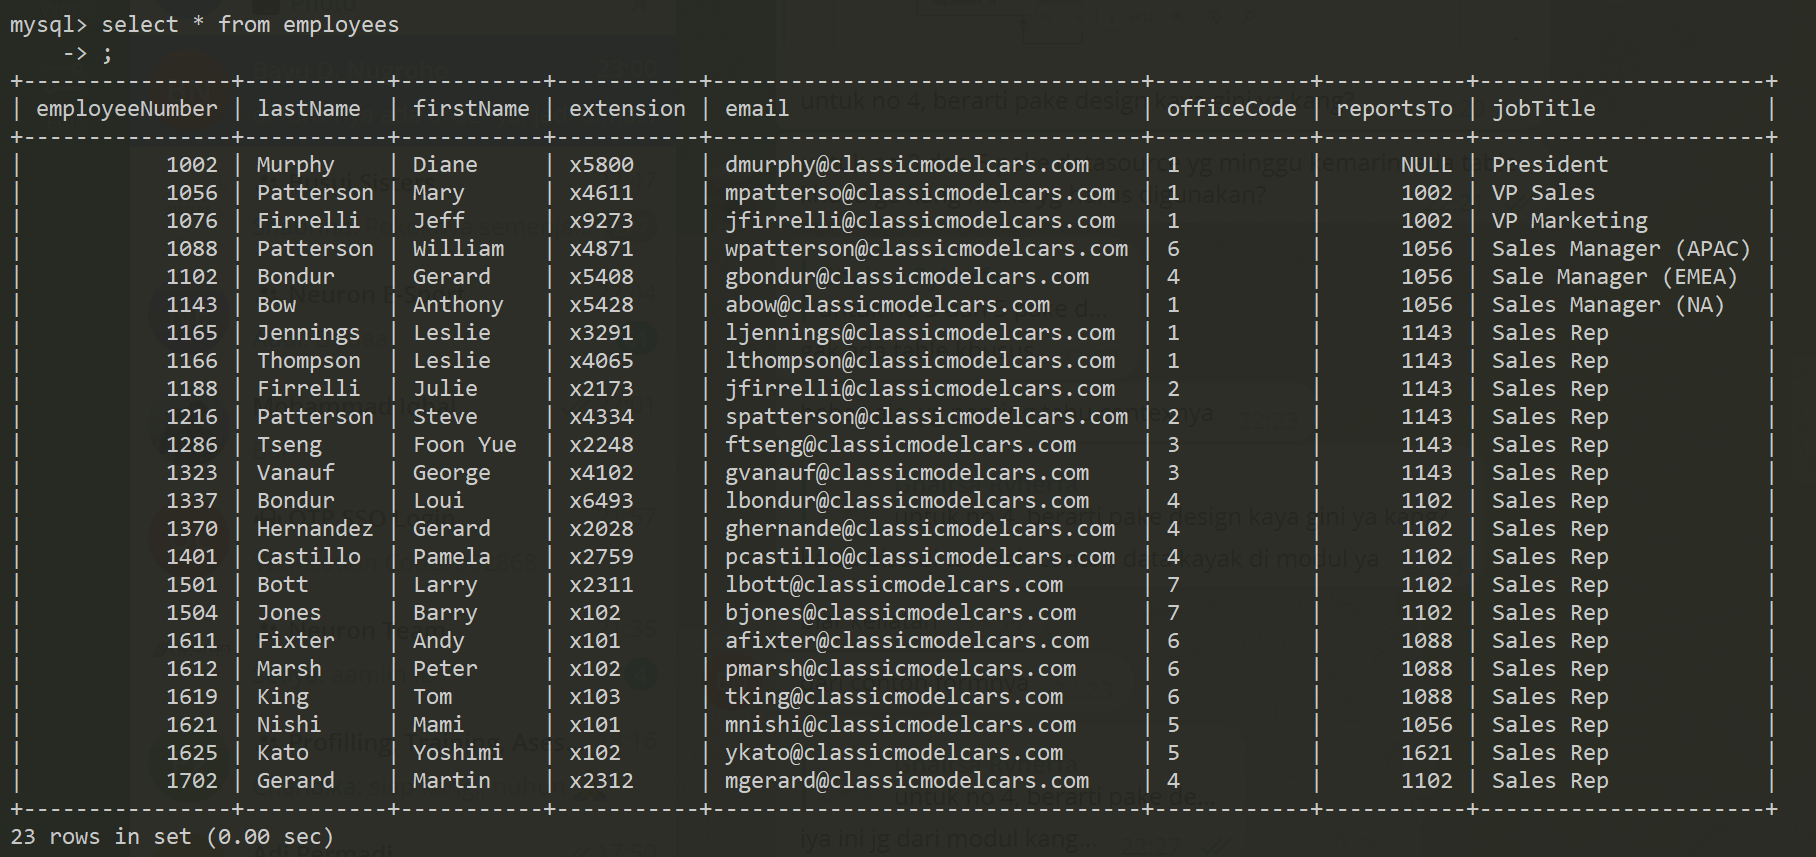 mysql> select * from employees
    -> ;
+----------------+-----------+-----------+-----------+---------------------------------+------------+-----------+----------------------+
| employeeNumber | lastName  | firstName | extension | email                           | officeCode | reportsTo | jobTitle             |
+----------------+-----------+-----------+-----------+---------------------------------+------------+-----------+----------------------+
|           1002 | Murphy    | Diane     | x5800     | dmurphy@classicmodelcars.com    | 1          |      NULL | President            |
|           1056 | Patterson | Mary      | x4611     | mpatterso@classicmodelcars.com  | 1          |      1002 | VP Sales             |
|           1076 | Firrelli  | Jeff      | x9273     | jfirrelli@classicmodelcars.com  | 1          |      1002 | VP Marketing         |
|           1088 | Patterson | William   | x4871     | wpatterson@classicmodelcars.com | 6          |      1056 | Sales Manager (APAC) |
|           1102 | Bondur    | Gerard    | x5408     | gbondur@classicmodelcars.com    | 4          |      1056 | Sale Manager (EMEA)  |
|           1143 | Bow       | Anthony   | x5428     | abow@classicmodelcars.com       | 1          |      1056 | Sales Manager (NA)   |
|           1165 | Jennings  | Leslie    | x3291     | ljennings@classicmodelcars.com  | 1          |      1143 | Sales Rep            |
|           1166 | Thompson  | Leslie    | x4065     | lthompson@classicmodelcars.com  | 1          |      1143 | Sales Rep            |
|           1188 | Firrelli  | Julie     | x2173     | jfirrelli@classicmodelcars.com  | 2          |      1143 | Sales Rep            |
|           1216 | Patterson | Steve     | x4334     | spatterson@classicmodelcars.com | 2          |      1143 | Sales Rep            |
|           1286 | Tseng     | Foon Yue  | x2248     | ftseng@classicmodelcars.com     | 3          |      1143 | Sales Rep            |
|           1323 | Vanauf    | George    | x4102     | gvanauf@classicmodelcars.com    | 3          |      1143 | Sales Rep            |
|           1337 | Bondur    | Loui      | x6493     | lbondur@classicmodelcars.com    | 4          |      1102 | Sales Rep            |
|           1370 | Hernandez | Gerard    | x2028     | ghernande@classicmodelcars.com  | 4          |      1102 | Sales Rep            |
|           1401 | Castillo  | Pamela    | x2759     | pcastillo@classicmodelcars.com  | 4          |      1102 | Sales Rep            |
|           1501 | Bott      | Larry     | x2311     | lbott@classicmodelcars.com      | 7          |      1102 | Sales Rep            |
|           1504 | Jones     | Barry     | x102      | bjones@classicmodelcars.com     | 7          |      1102 | Sales Rep            |
|           1611 | Fixter    | Andy      | x101      | afixter@classicmodelcars.com    | 6          |      1088 | Sales Rep            |
|           1612 | Marsh     | Peter     | x102      | pmarsh@classicmodelcars.com     | 6          |      1088 | Sales Rep            |
|           1619 | King      | Tom       | x103      | tking@classicmodelcars.com      | 6          |      1088 | Sales Rep            |
|           1621 | Nishi     | Mami      | x101      | mnishi@classicmodelcars.com     | 5          |      1056 | Sales Rep            |
|           1625 | Kato      | Yoshimi   | x102      | ykato@classicmodelcars.com      | 5          |      1621 | Sales Rep            |
|           1702 | Gerard    | Martin    | x2312     | mgerard@classicmodelcars.com    | 4          |      1102 | Sales Rep            |
+----------------+-----------+-----------+-----------+---------------------------------+------------+-----------+----------------------+
23 rows in set (0.00 sec)